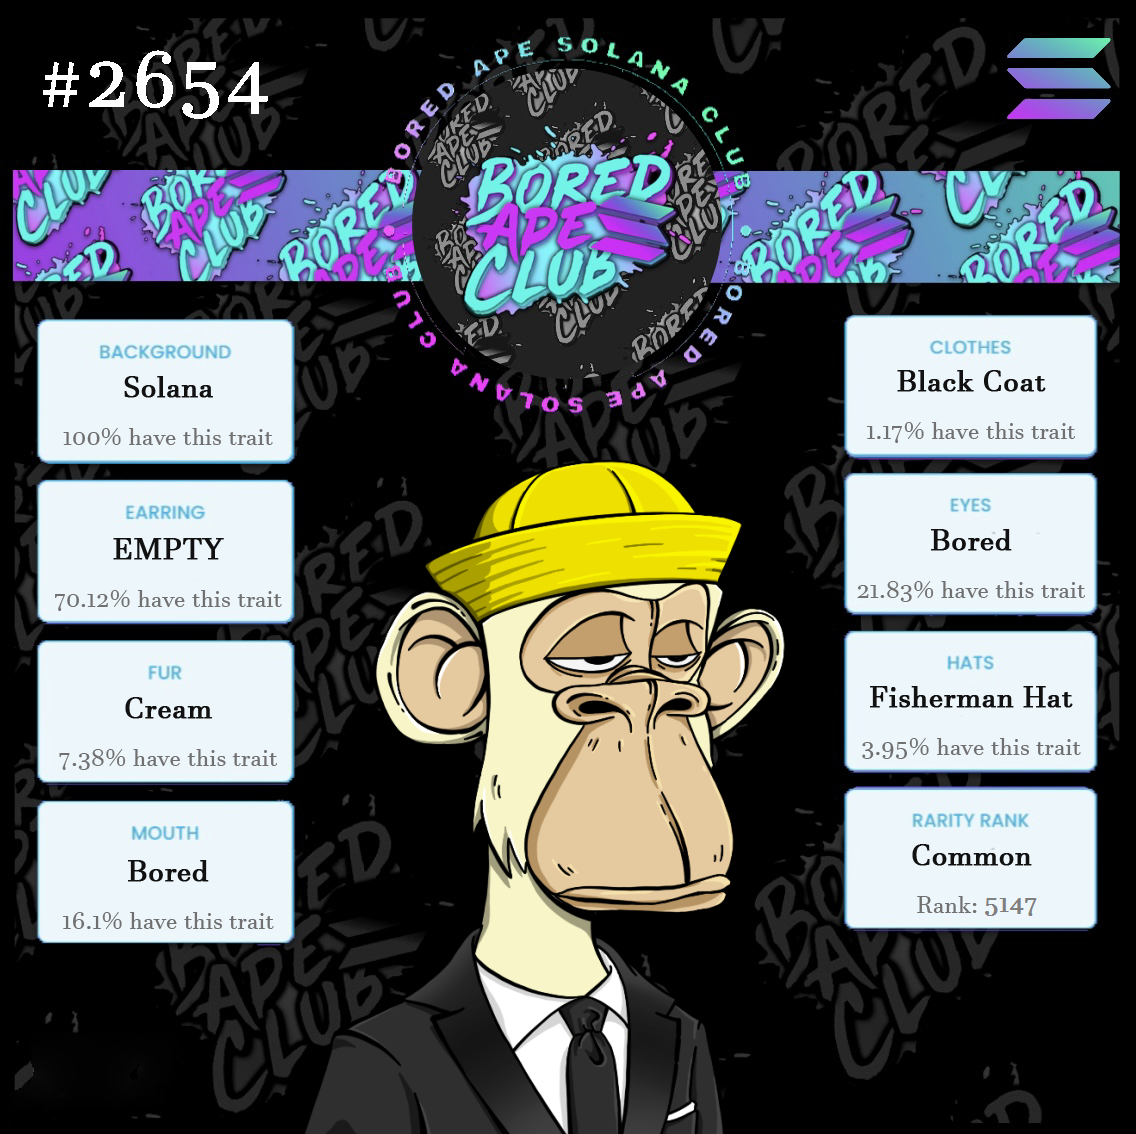 #2654
BORED APE SOLANA CLUB
BORED APE SOLANA CLUB
BORED
APE
CLUB
BACKGROUND
Solana
100% have this trait
EARRING
EMPTY
70.12% have this trait
FUR
Cream
7.38% have this trait
MOUTH
Bored
16.1% have this trait
CLOTHES
Black Coat
1.17% have this trait
EYES
Bored
21.83% have this trait
HATS
Fisherman Hat
3.95% have this trait
RARITY RANK
Common
Rank: 5147